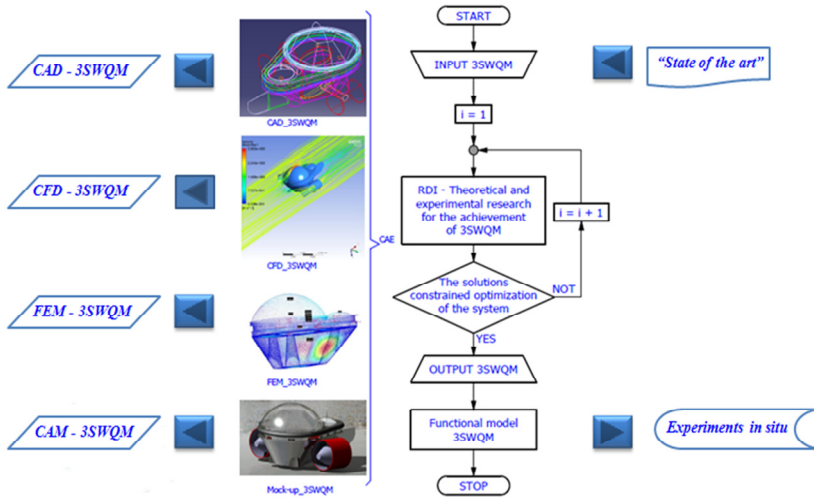 CAD - 3SWQM
CAD_3SWQM
START
INPUT 3SWQM
"State of the art"
i = 1
CFD - 3SWQM
CFD_3SWQM
CAE
RDI - Theoretical and
experimental research
for the achievement
of 3SWQM
i = i + 1
The solutions
constrained optimization
of the system
NOT
YES
FEM - 3SWQM
FEM_3SWQM
OUTPUT 3SWQM
CAM - 3SWQM
Mock-up_3SWQM
Functional model
3SWQM
Experiments in situ
STOP